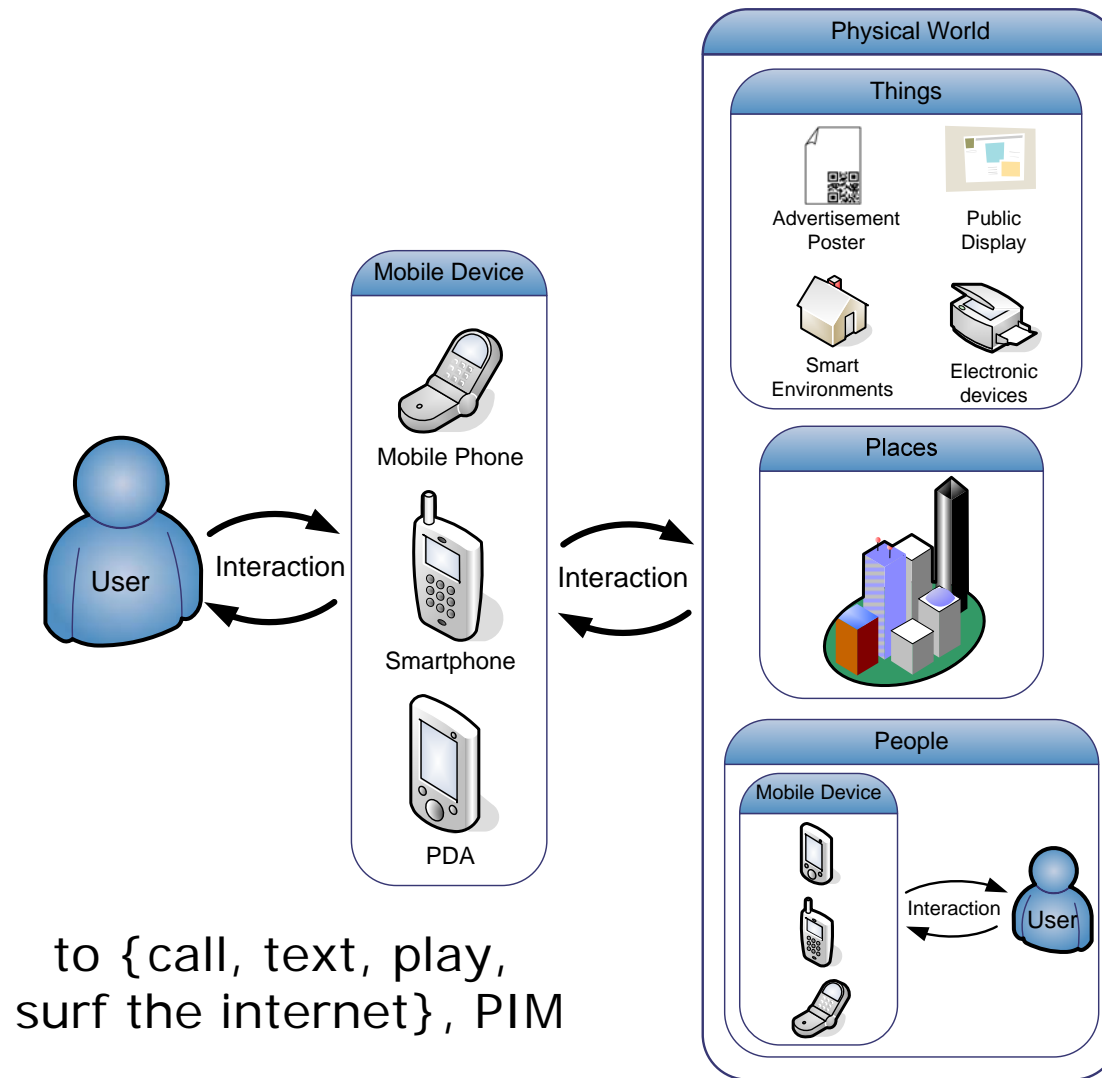 User
Interaction
Mobile Device
Mobile Phone
Smartphone
PDA
Interaction
Physical World
Things
Advertisement
Poster
Public
Display
Smart
Environments
Electronic
devices
Places
People
Mobile Device
Interaction
User
to {call, text, play,
surf the internet}, PIM